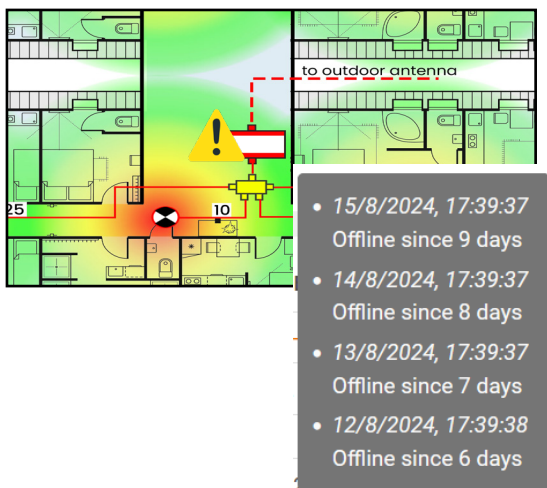 to outdoor antenna
25
10
15/8/2024, 17:39:37
Offline since 9 days
14/8/2024, 17:39:37
Offline since 8 days
13/8/2024, 17:39:37
Offline since 7 days
12/8/2024, 17:39:38
Offline since 6 days